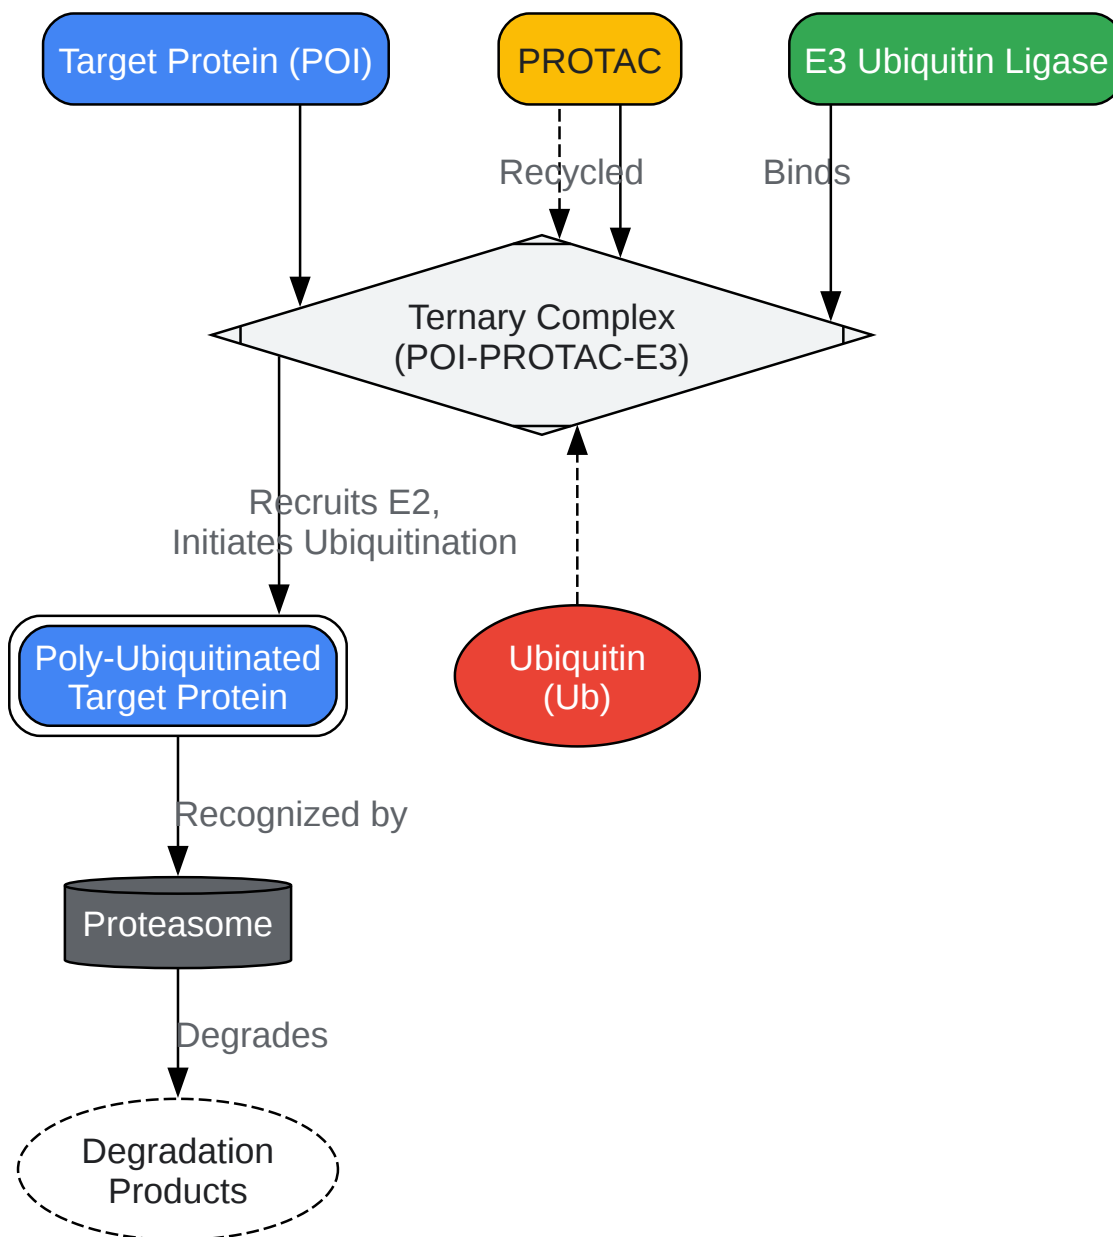 Target Protein (POI)
PROTAC
E3 Ubiquitin Ligase
Recycled
Binds
Ternary Complex
(POI-PROTAC-E3)
Recruits E2,
Initiates Ubiquitination
Poly-Ubiquitinated
Target Protein
Ubiquitin
(Ub)
Recognized by
Proteasome
Degrades
Degradation
Products